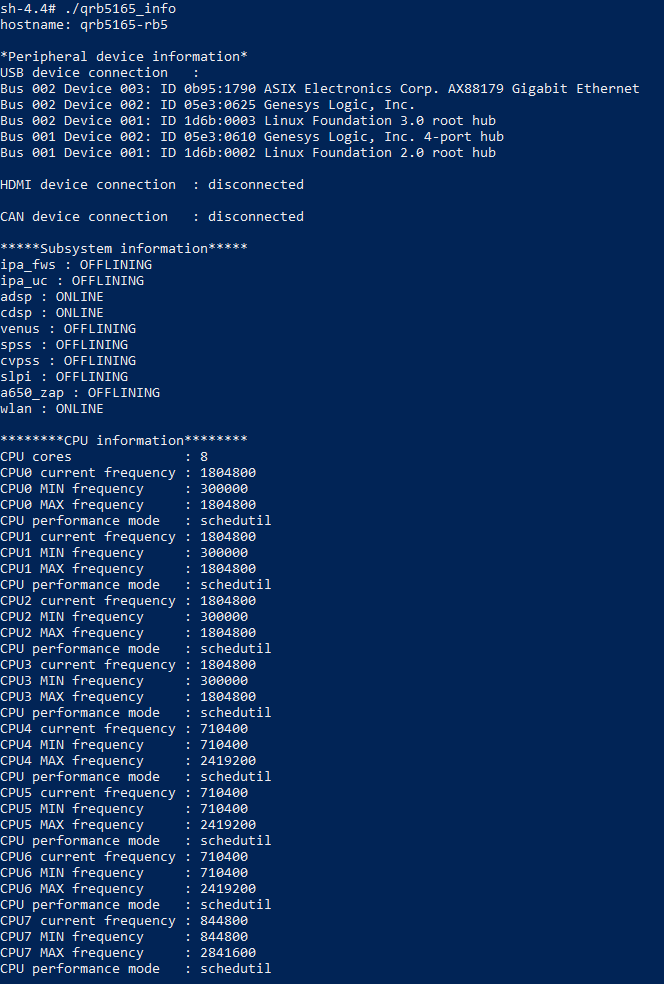 sh-4.4# ./qrb5165_info
hostname: qrb5165-rb5
*Peripheral device information*
USB device connection   :
Bus 002 Device 003: ID 0b95:1790 ASIX Electronics Corp. AX88179 Gigabit Ethernet
Bus 002 Device 002: ID 05e3:0625 Genesys Logic, Inc.
Bus 002 Device 001: ID 1d6b:0003 Linux Foundation 3.0 root hub
Bus 001 Device 002: ID 05e3:0610 Genesys Logic, Inc. 4-port hub
Bus 001 Device 001: ID 1d6b:0002 Linux Foundation 2.0 root hub
HDMI device connection  : disconnected
CAN device connection   : disconnected
*****Subsystem information*****
ipa_fws : OFFLINING
ipa_uc : OFFLINING
adsp : ONLINE
cdsp : ONLINE
venus : OFFLINING
spss : OFFLINING
cvpss : OFFLINING
slpi : OFFLINING
a650_zap : OFFLINING
wlan : ONLINE
********CPU information********
CPU cores              : 8
CPU0 current frequency : 1804800
CPU0 MIN frequency     : 300000
CPU0 MAX frequency     : 1804800
CPU performance mode   : schedutil
CPU1 current frequency : 1804800
CPU1 MIN frequency     : 300000
CPU1 MAX frequency     : 1804800
CPU performance mode   : schedutil
CPU2 current frequency : 1804800
CPU2 MIN frequency     : 300000
CPU2 MAX frequency     : 1804800
CPU performance mode   : schedutil
CPU3 current frequency : 1804800
CPU3 MIN frequency     : 300000
CPU3 MAX frequency     : 1804800
CPU performance mode   : schedutil
CPU4 current frequency : 710400
CPU4 MIN frequency     : 710400
CPU4 MAX frequency     : 2419200
CPU performance mode   : schedutil
CPU5 current frequency : 710400
CPU5 MIN frequency     : 710400
CPU5 MAX frequency     : 2419200
CPU performance mode   : schedutil
CPU6 current frequency : 710400
CPU6 MIN frequency     : 710400
CPU6 MAX frequency     : 2419200
CPU performance mode   : schedutil
CPU7 current frequency : 844800
CPU7 MIN frequency     : 844800
CPU7 MAX frequency     : 2841600
CPU performance mode   : schedutil